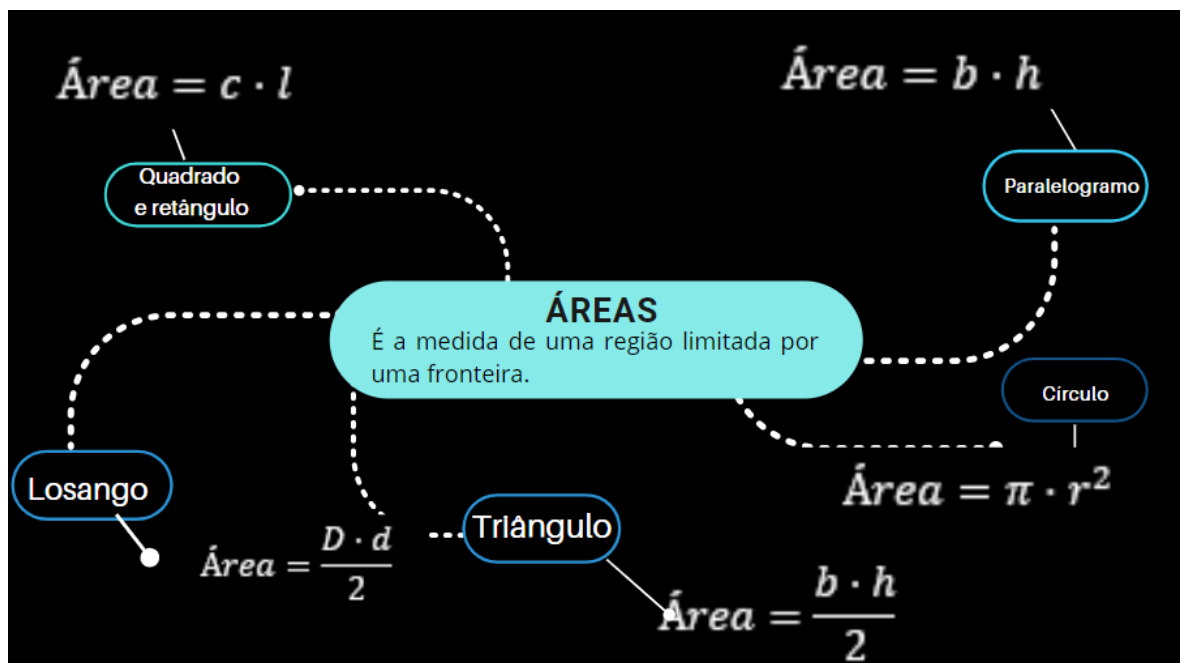 Área = c · l
Área = b · h
Quadrado
e retângulo
Paralelogramo
ÁREAS
É a medida de uma região limitada por
uma fronteira.
Círculo
Área = π · r²
Losango
Triângulo
Área = D · d / 2
Área = b · h / 2